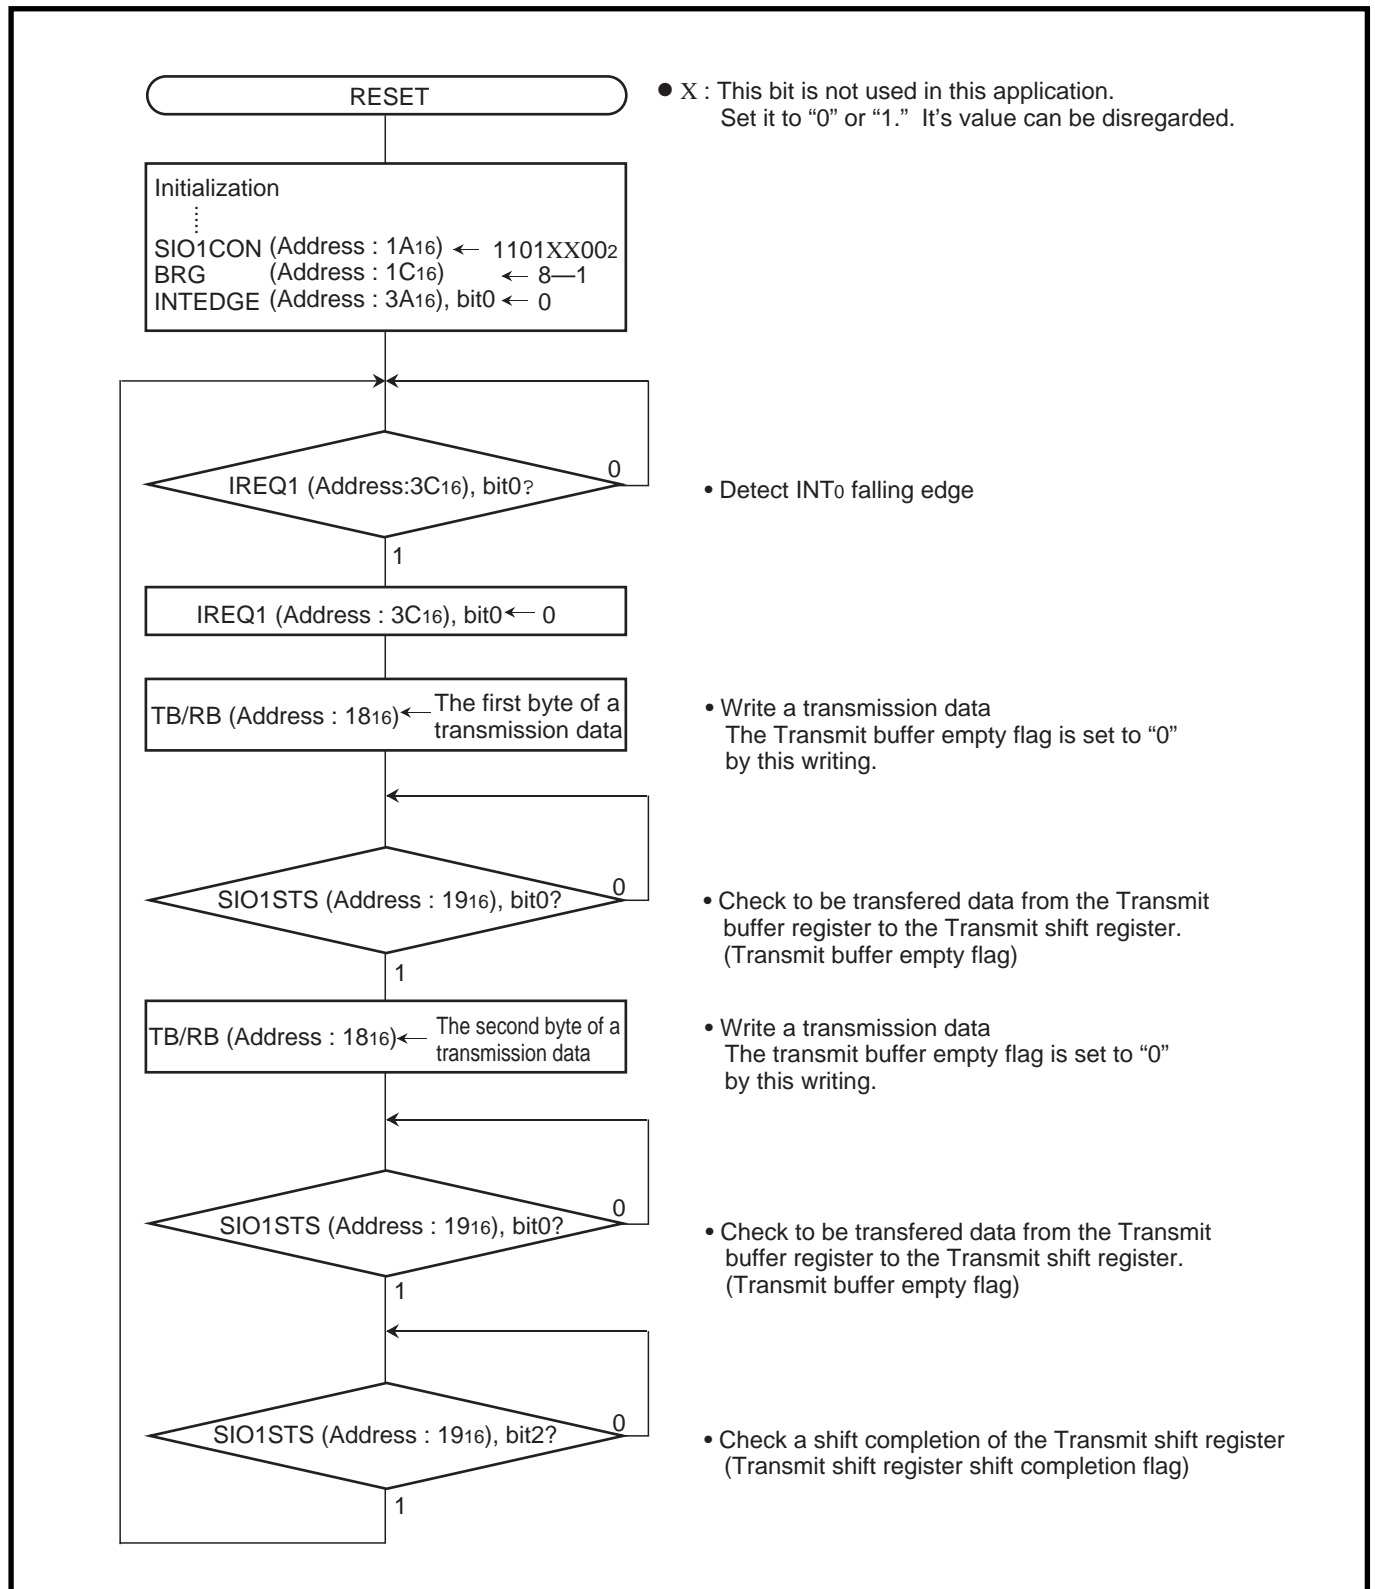 RESET
● X : This bit is not used in this application.
Set it to “0” or “1.” It’s value can be disregarded.
Initialization
SIO1CON (Address : 1A16) ← 1101XX002
BRG (Address : 1C16) ← 8—1
INTEDGE (Address : 3A16), bit0 ← 0
IREQ1 (Address:3C16), bit0?
0
• Detect INT0 falling edge
1
IREQ1 (Address : 3C16), bit0 ← 0
TB/RB (Address : 1816) ← The first byte of a
transmission data
• Write a transmission data
The Transmit buffer empty flag is set to “0”
by this writing.
SIO1STS (Address : 1916), bit0?
0
• Check to be transfered data from the Transmit
buffer register to the Transmit shift register.
(Transmit buffer empty flag)
1
TB/RB (Address : 1816) ← The second byte of a
transmission data
• Write a transmission data
The transmit buffer empty flag is set to “0”
by this writing.
SIO1STS (Address : 1916), bit0?
0
• Check to be transfered data from the Transmit
buffer register to the Transmit shift register.
(Transmit buffer empty flag)
1
SIO1STS (Address : 1916), bit2?
0
• Check a shift completion of the Transmit shift register
(Transmit shift register shift completion flag)
1